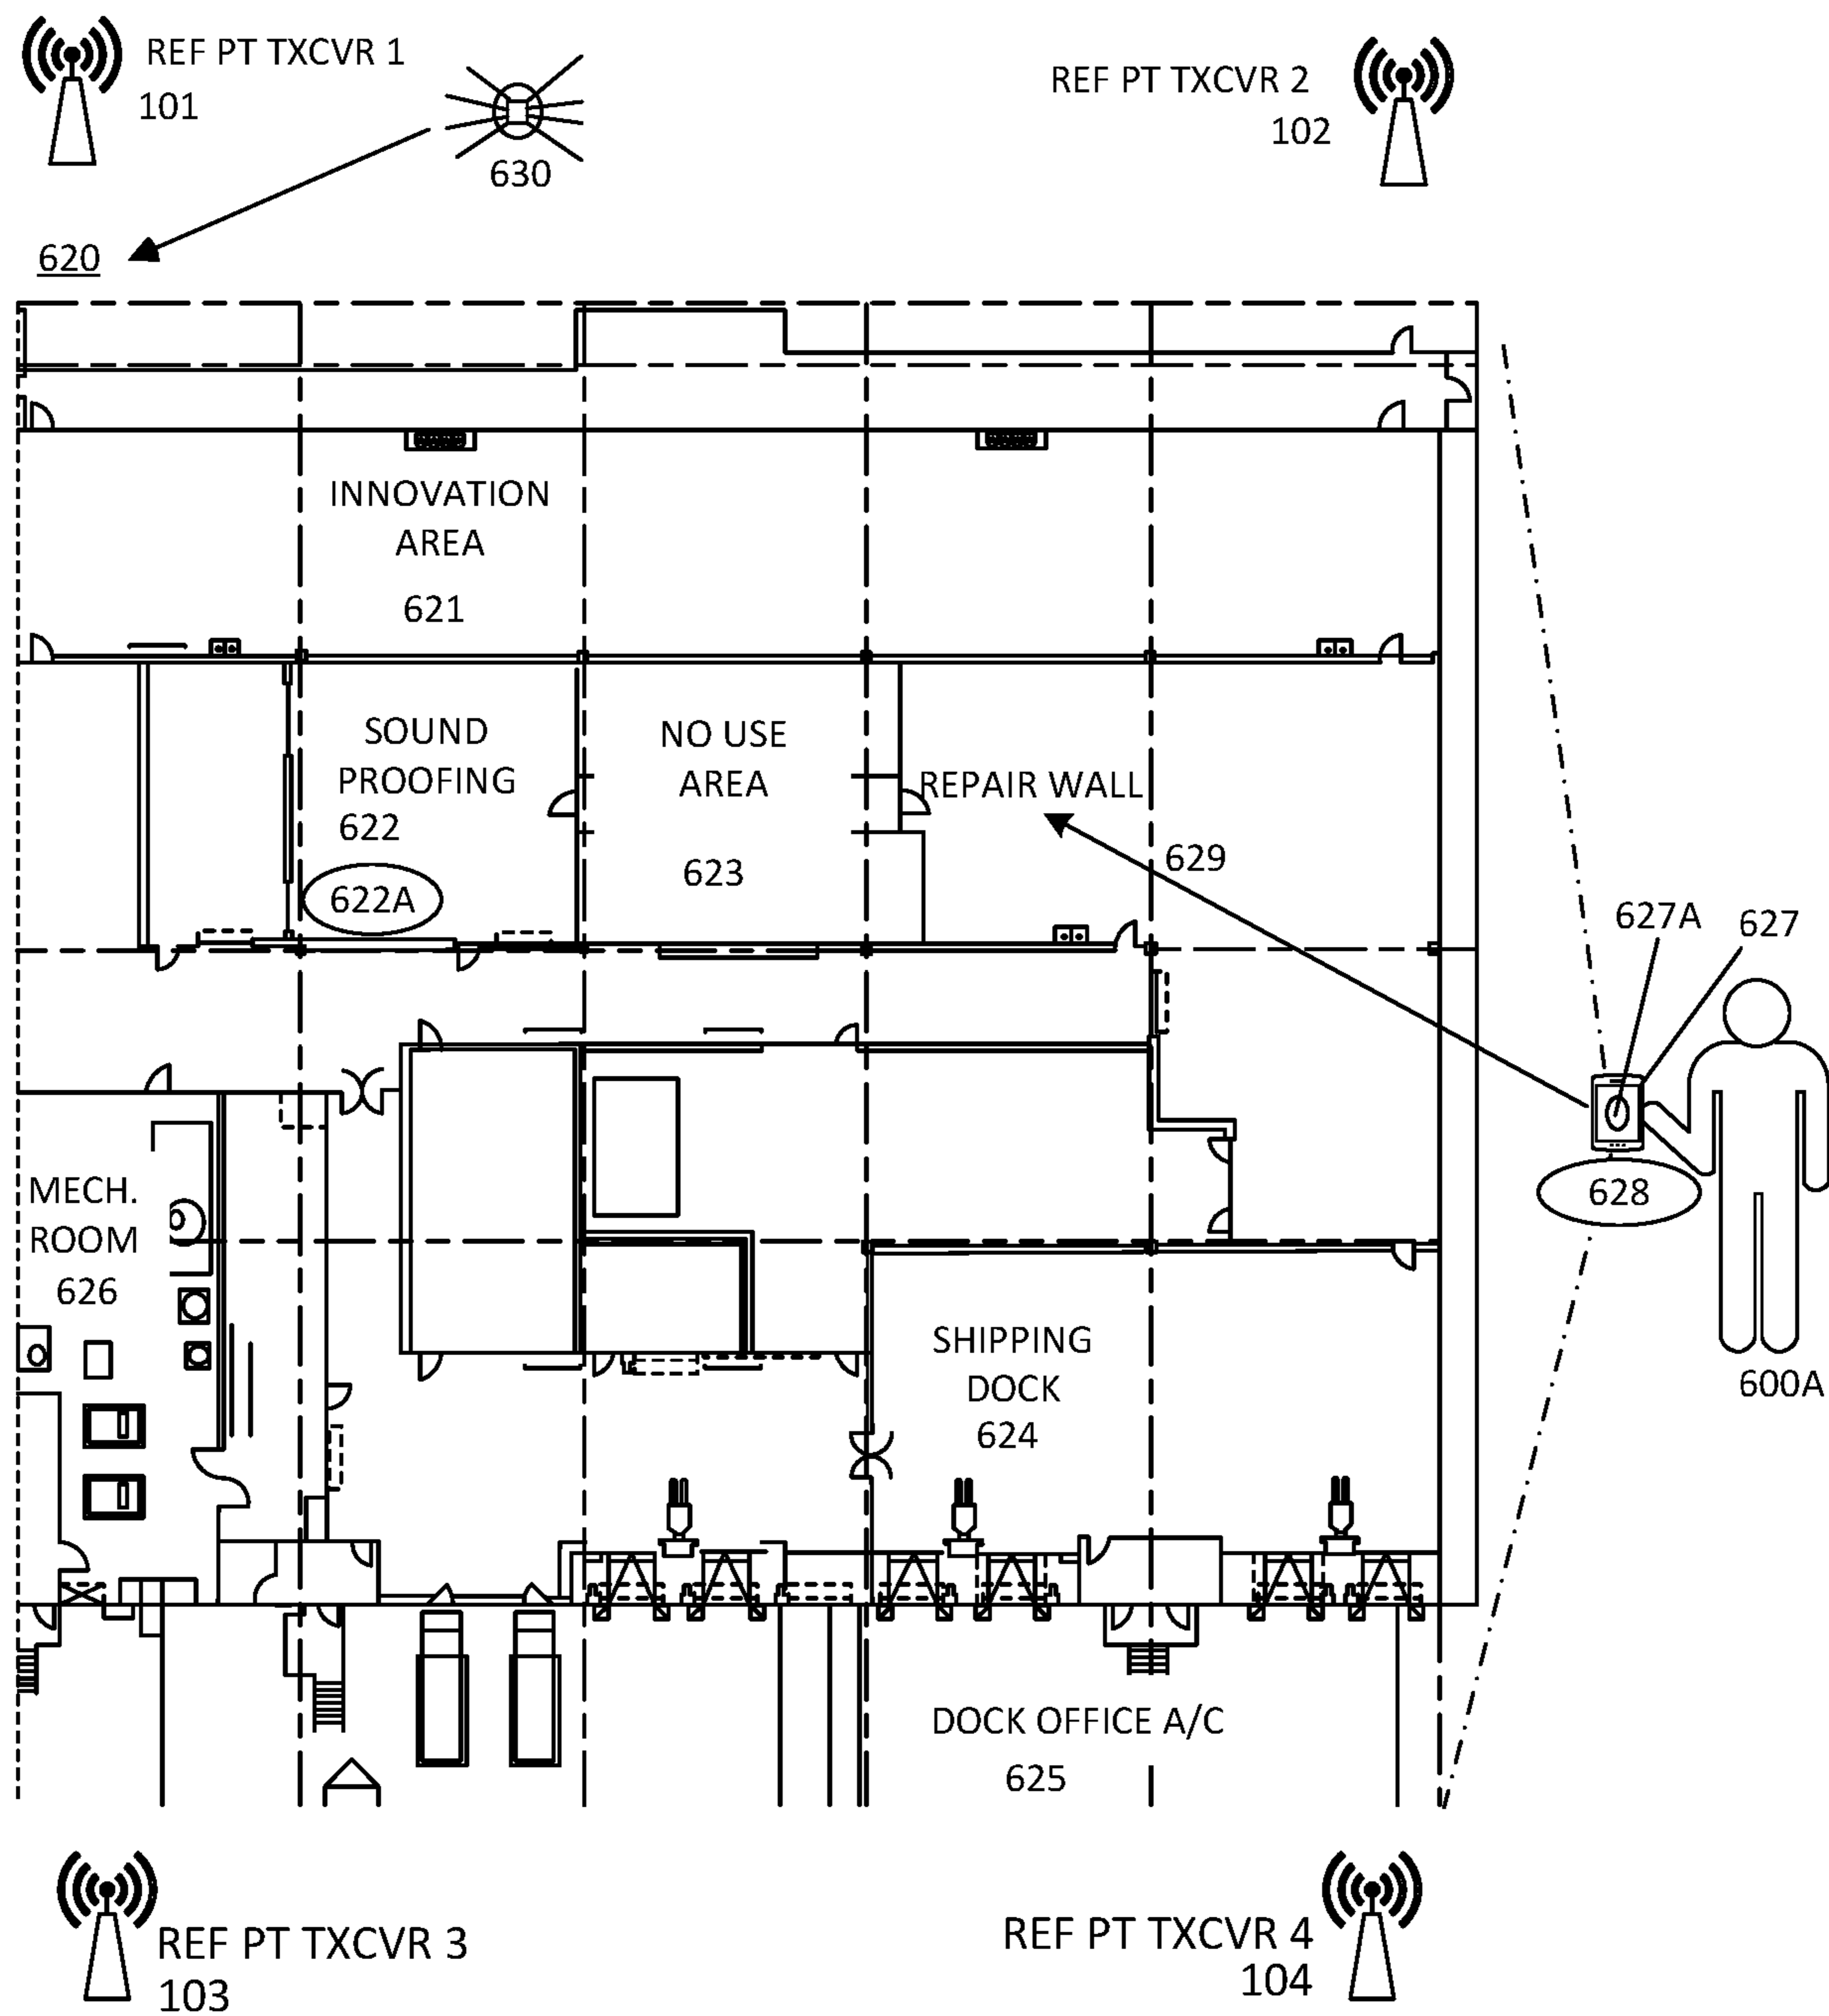 REF PT TXCVR 1
101
630
REF PT TXCVR 2
102
620
INNOVATION
AREA
621
SOUND
PROOFING
622
622A
NO USE
AREA
623
REPAIR WALL
629
627A
627
628
600A
MECH.
ROOM
626
SHIPPING
DOCK
624
DOCK OFFICE A/C
625
REF PT TXCVR 3
103
REF PT TXCVR 4
104